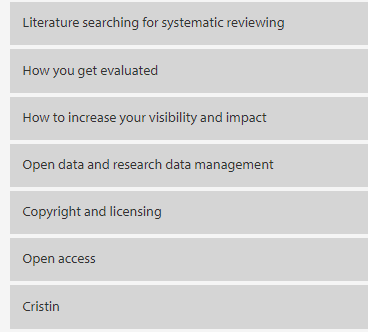 Literature searching for systematic reviewing
How you get evaluated
How to increase your visibility and impact
Open data and research data management
Copyright and licensing
Open access
Cristin